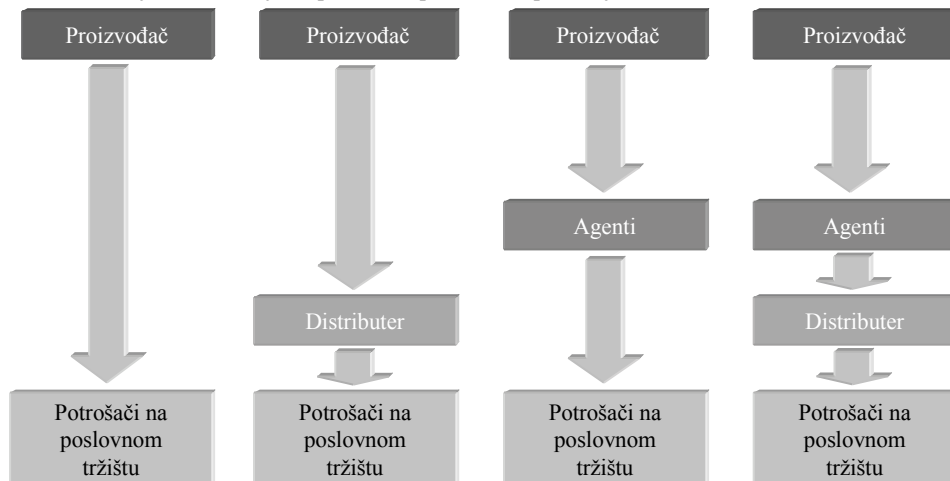 Proizvođač
Proizvođač
Proizvođač
Proizvođač
Agenti
Agenti
Distributer
Distributer
Potrošači na
poslovnom
tržištu
Potrošači na
poslovnom
tržištu
Potrošači na
poslovnom
tržištu
Potrošači na
poslovnom
tržištu